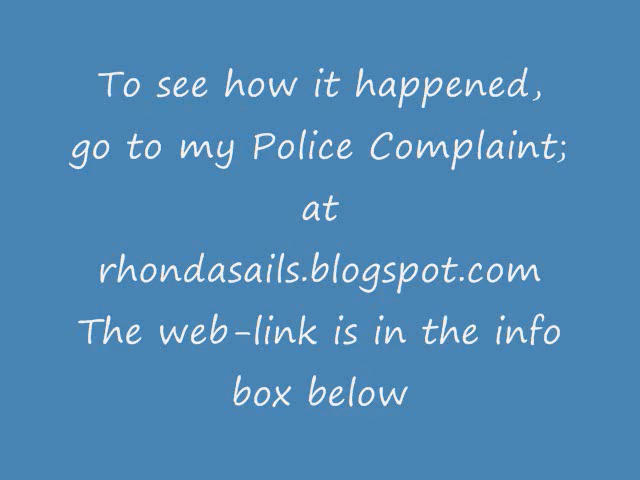 To see how it happened,
go to my Police Complaint;
at
rhondasails.blogspot.com
The web-link is in the info
box below